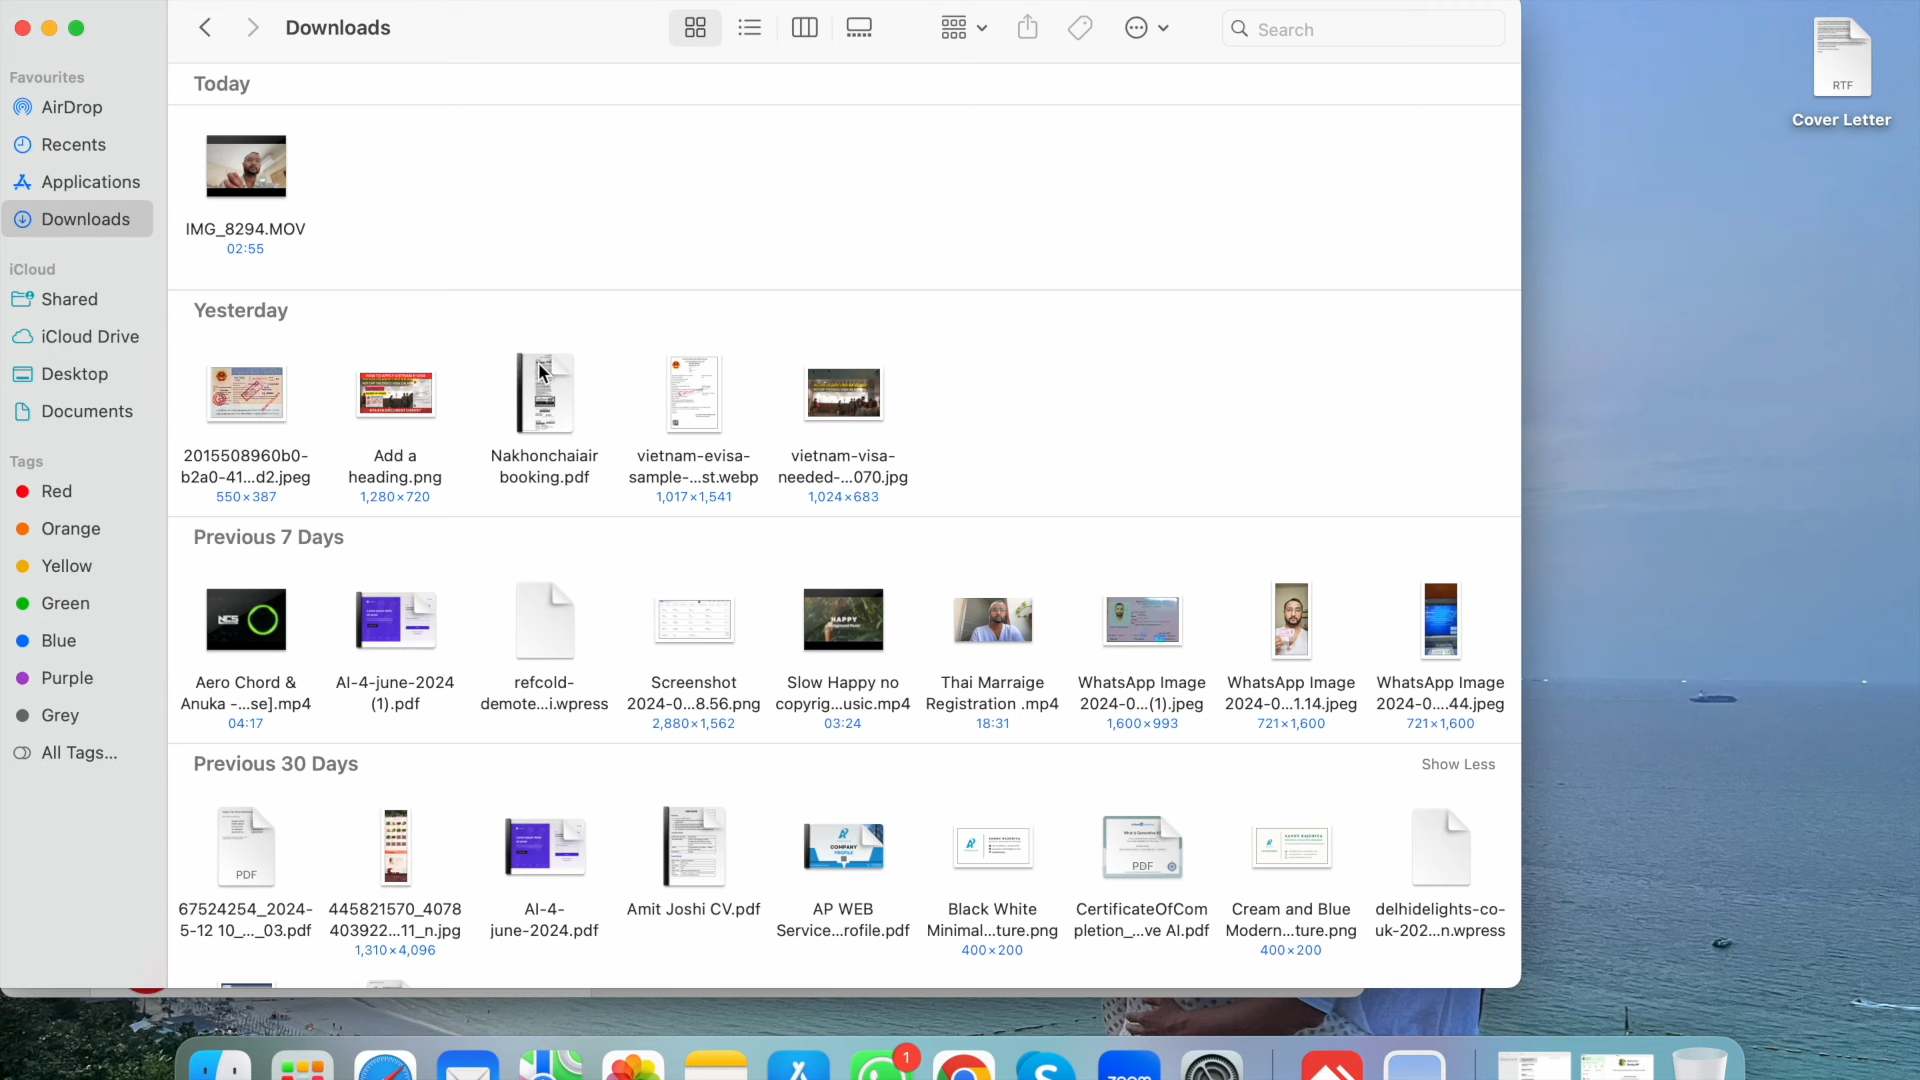 Downloads
Search
Favourites
AirDrop
Recents
Applications
Downloads
iCloud
Shared
iCloud Drive
Desktop
Documents
Tags
Red
Orange
Yellow
Green
Blue
Purple
Grey
All Tags...
Today
IMG_8294.MOV
02:55
Yesterday
2015508960b0-
b2a0-41...d2.jpeg
550×387
Add a
heading.png
1,280×720
Nakhonchaiair
booking.pdf
vietnam-evisa-
sample-...st.webp
1,017×1,541
vietnam-visa-
needed-...070.jpg
1,024×683
Previous 7 Days
NCS
HAPPY
Aero Chord &
Anuka -...se].mp4
04:17
AI-4-june-2024
(1).pdf
refcold-
demote...i.wpress
Screenshot
2024-0...8.56.png
2,880×1,562
Slow Happy no
copyrig...usic.mp4
03:24
Thai Marraige
Registration .mp4
18:31
WhatsApp Image
2024-0...(1).jpeg
1,600×993
WhatsApp Image
2024-0...1.14.jpeg
721×1,600
WhatsApp Image
2024-0....44.jpeg
721×1,600
Previous 30 Days
Show Less
PDF
COMPANY
PROFILE
PDF
67524254_2024-
5-12 10_..._03.pdf
445821570_4078
403922...11_n.jpg
1,310×4,096
AI-4-
june-2024.pdf
Amit Joshi CV.pdf
AP WEB
Service...rofile.pdf
Black White
Minimal...ture.png
400×200
CertificateOfCom
pletion_...ve AI.pdf
Cream and Blue
Modern...ture.png
400×200
delhidelights-co-
uk-202...n.wpress
RTF
Cover Letter
1
zoom